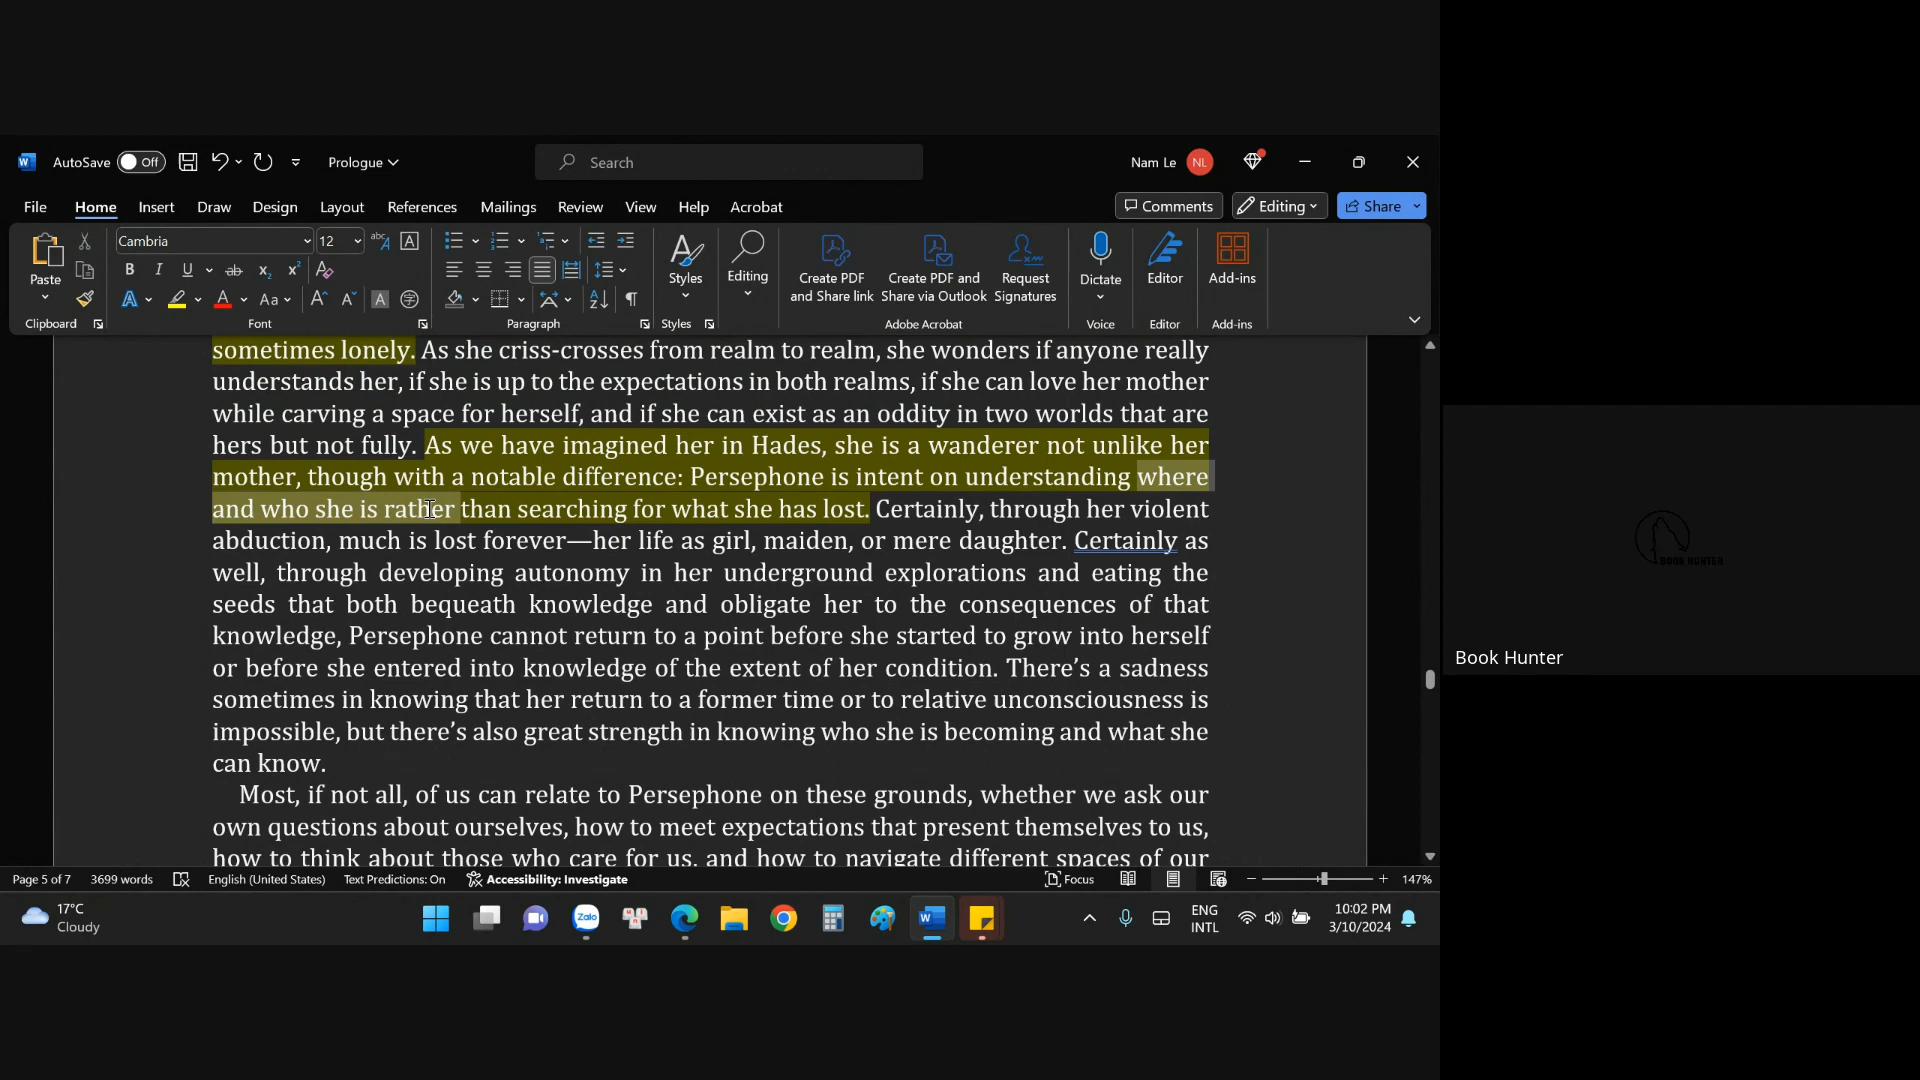 AutoSave Off Prologue Search Nam Le NL
File Home Insert Draw Design Layout References Mailings Review View Help Acrobat Comments Editing Share
Paste
Clipboard
Cambria 12
Font
Paragraph
Styles
Styles
Editing
Create PDF and Share link
Create PDF and Share via Outlook
Request Signatures
Adobe Acrobat
Dictate
Voice
Editor
Editor
Add-ins
Add-ins
sometimes lonely. As she criss-crosses from realm to realm, she wonders if anyone really
understands her, if she is up to the expectations in both realms, if she can love her mother
while carving a space for herself, and if she can exist as an oddity in two worlds that are
hers but not fully. As we have imagined her in Hades, she is a wanderer not unlike her
mother, though with a notable difference: Persephone is intent on understanding where
and who she is rather than searching for what she has lost. Certainly, through her violent
abduction, much is lost forever—her life as girl, maiden, or mere daughter. Certainly as
well, through developing autonomy in her underground explorations and eating the
seeds that both bequeath knowledge and obligate her to the consequences of that
knowledge, Persephone cannot return to a point before she started to grow into herself
or before she entered into knowledge of the extent of her condition. There’s a sadness
sometimes in knowing that her return to a former time or to relative unconsciousness is
impossible, but there’s also great strength in knowing who she is becoming and what she
can know.
Most, if not all, of us can relate to Persephone on these grounds, whether we ask our
own questions about ourselves, how to meet expectations that present themselves to us,
how to think about those who care for us, and how to navigate different spaces of our
Page 5 of 7 3699 words English (United States) Text Predictions: On Accessibility: Investigate Focus 147%
17°C
Cloudy
Zalo
ENG
INTL
10:02 PM
3/10/2024
BOOK HUNTER
Book Hunter